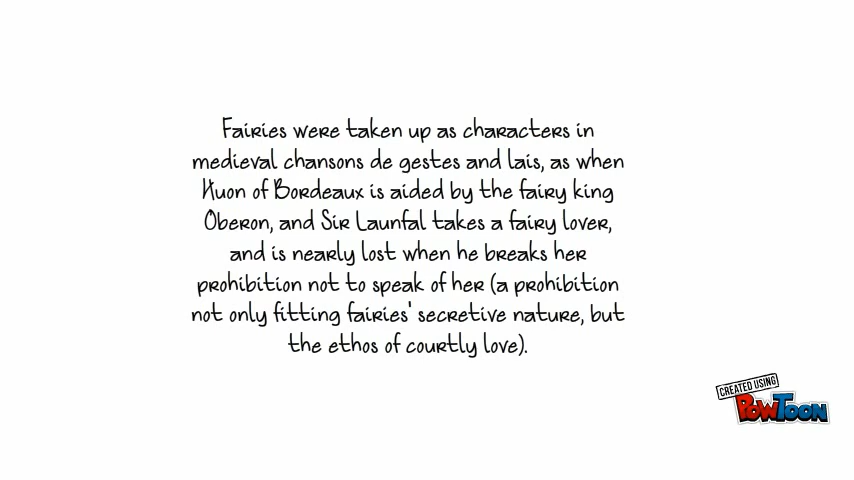 Fairies were taken up as characters in
medieval chansons de gestes and lais, as when
Huon of Bordeaux is aided by the fairy king
Oberon, and Sir Launfal takes a fairy lover,
and is nearly lost when he breaks her
prohibition not to speak of her (a prohibition
not only fitting fairies' secretive nature, but
the ethos of courtly love).
CREATED USING
POWTOON